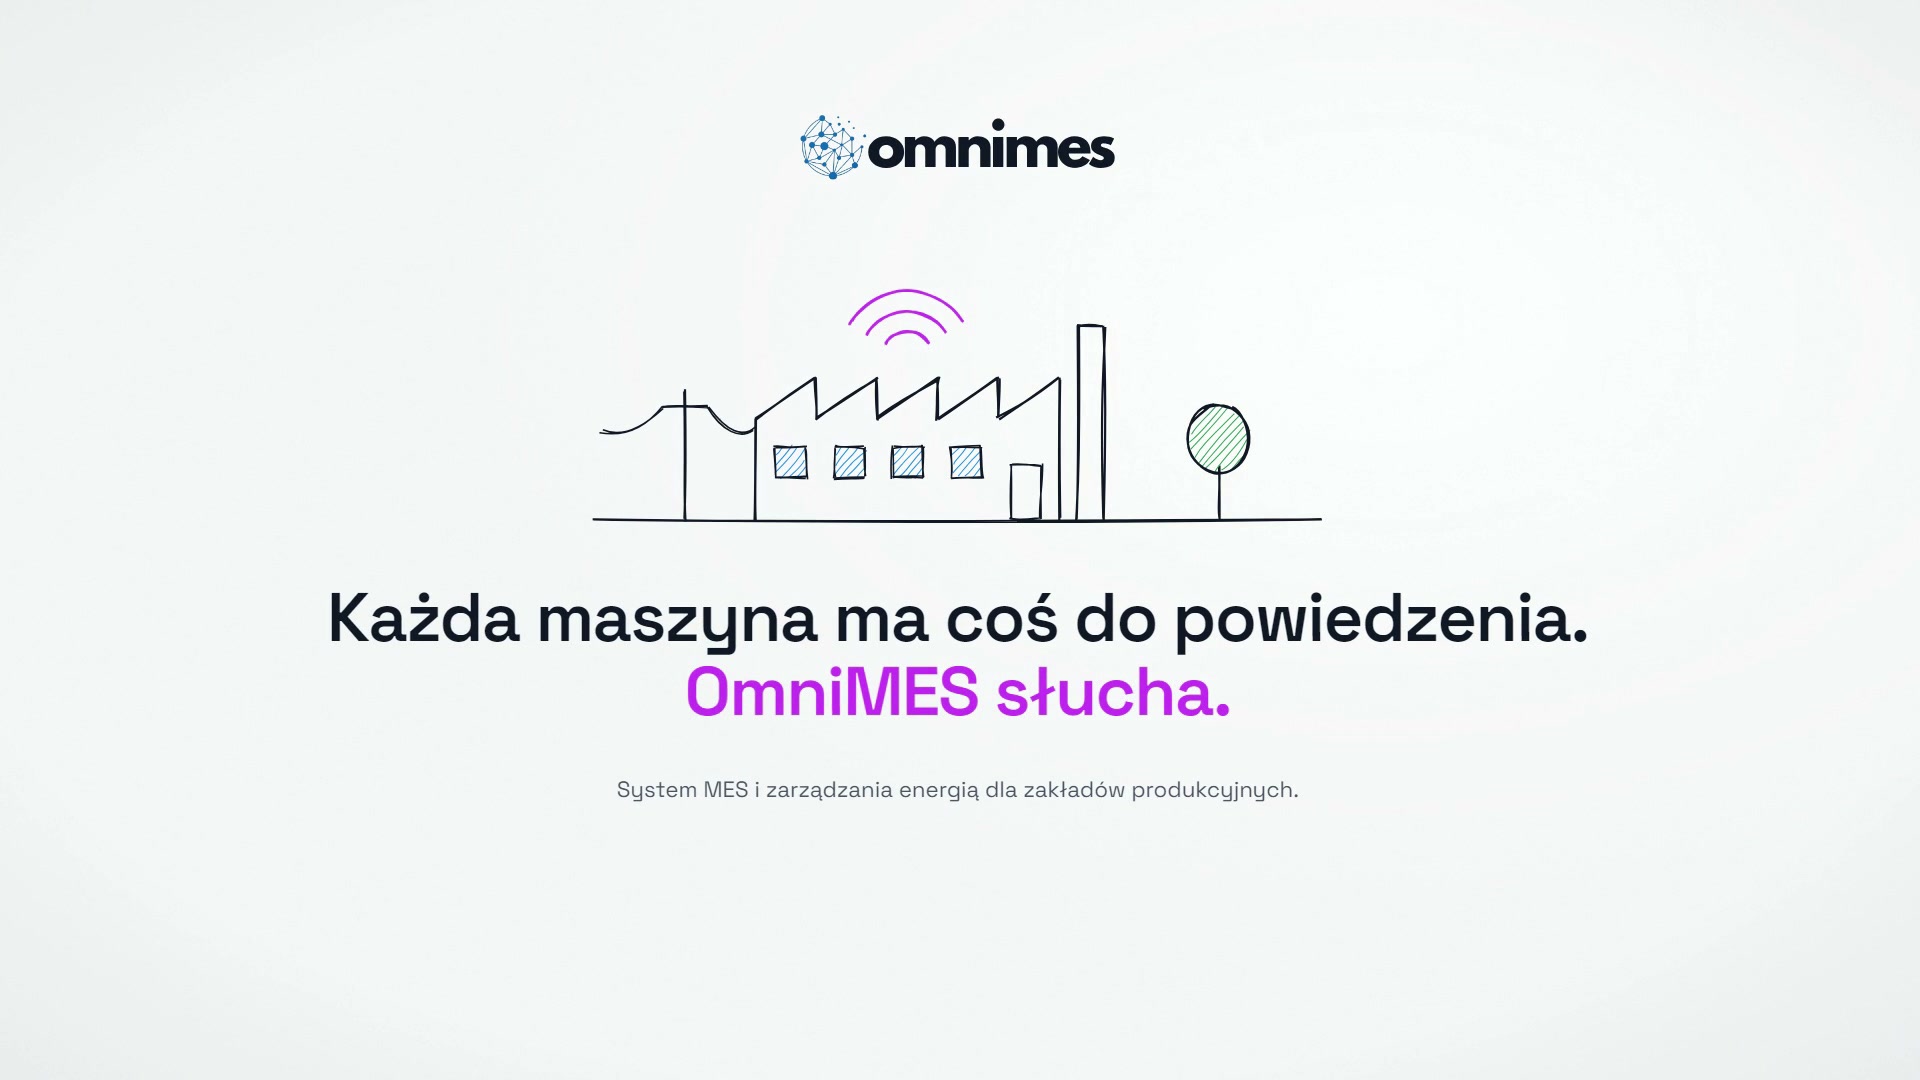 omnimes
Każda maszyna ma coś do powiedzenia.
OmniMES słucha.
System MES i zarządzania energią dla zakładów produkcyjnych.